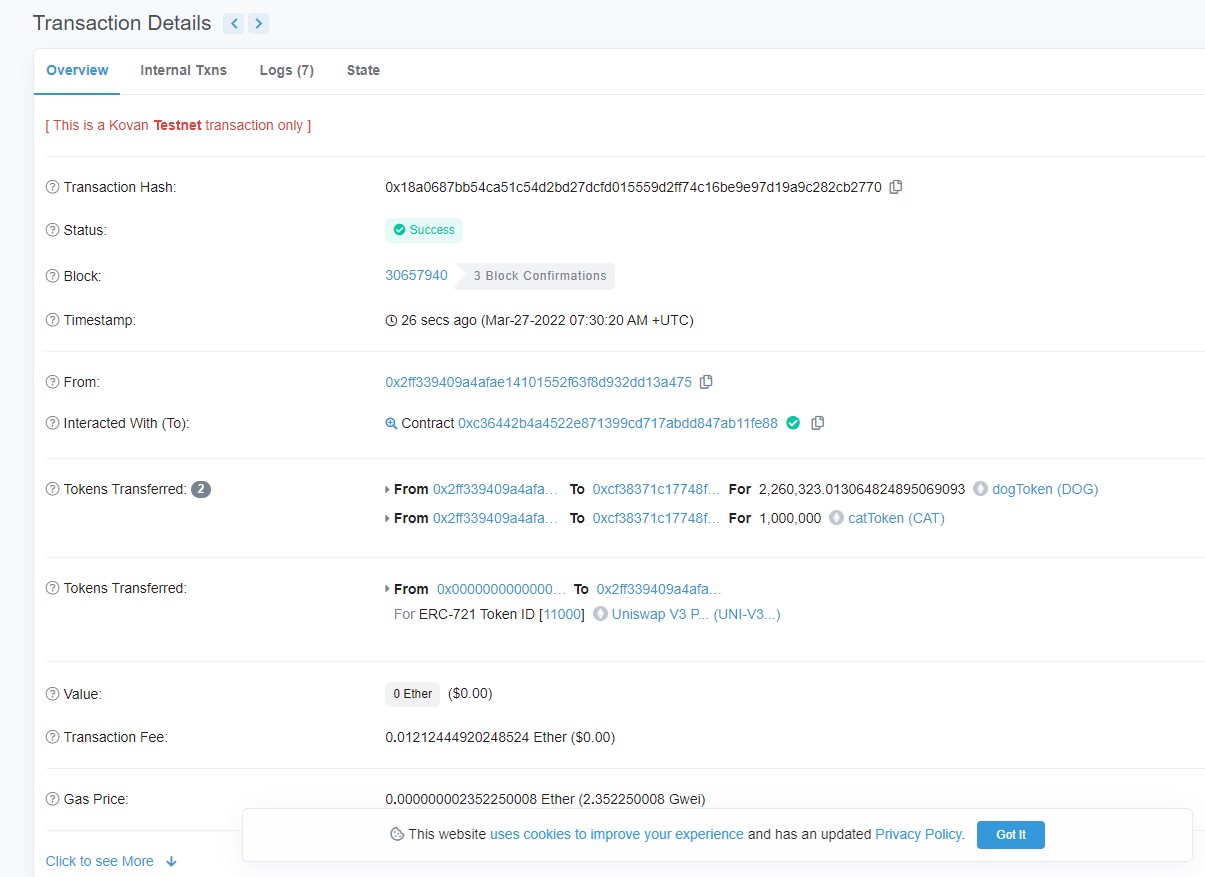 Transaction Details
Overview Internal Txns Logs (7) State
[ This is a Kovan Testnet transaction only ]
Transaction Hash: 0x18a0687bb54ca51c54d2bd27dcfd015559d2ff74c16be9e97d19a9c282cb2770
Status: Success
Block: 30657940 3 Block Confirmations
Timestamp: 26 secs ago (Mar-27-2022 07:30:20 AM +UTC)
From: 0x2ff339409a4afae14101552f63f8d932dd13a475
Interacted With (To): Contract 0xc36442b4a4522e871399cd717abdd847ab11fe88
Tokens Transferred: 2 From 0x2ff339409a4afa... To 0xcf38371c17748f... For 2,260,323.013064824895069093 dogToken (DOG)
From 0x2ff339409a4afa... To 0xcf38371c17748f... For 1,000,000 catToken (CAT)
Tokens Transferred: From 0x0000000000000... To 0x2ff339409a4afa...
For ERC-721 Token ID [11000] Uniswap V3 P... (UNI-V3...)
Value: 0 Ether ($0.00)
Transaction Fee: 0.01212444920248524 Ether ($0.00)
Gas Price: 0.000000002352250008 Ether (2.352250008 Gwei)
This website uses cookies to improve your experience and has an updated Privacy Policy. Got It
Click to see More